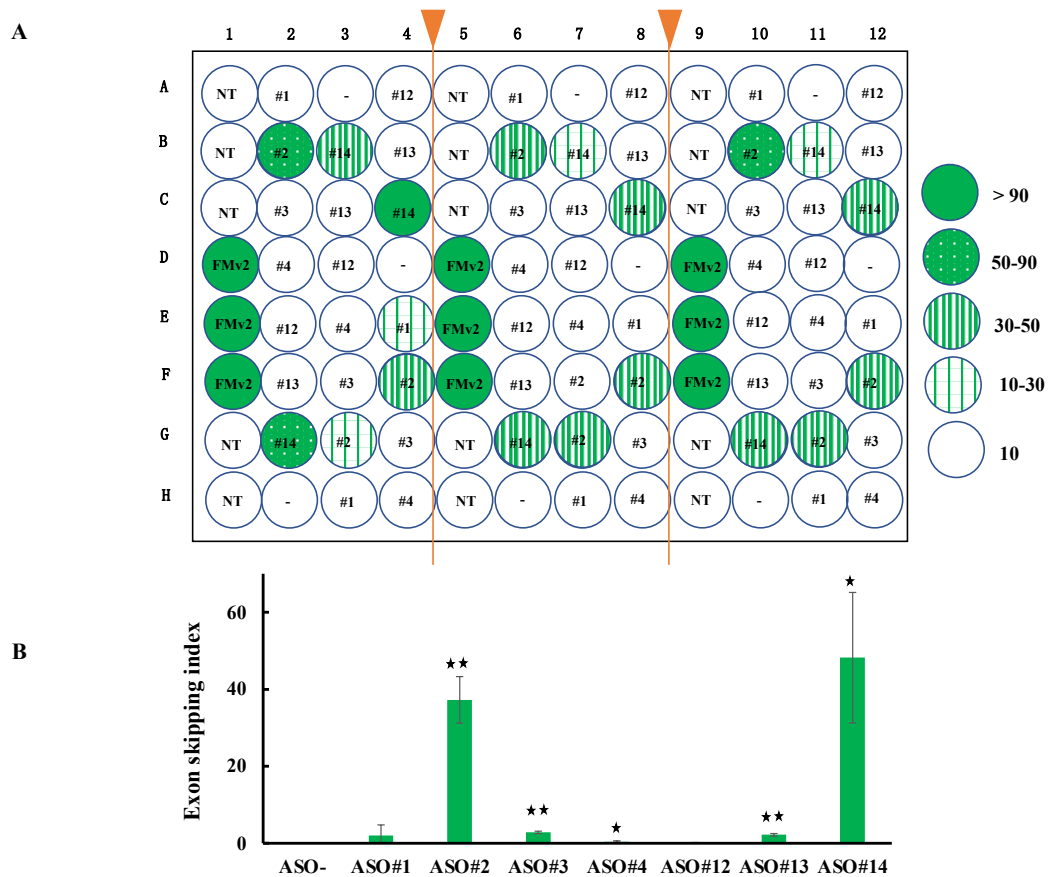 A
1 2 3 4 5 6 7 8 9 10 11 12
A NT #1 - #12 NT #1 - #12 NT #1 - #12
B NT #2 #14 #13 NT #2 #14 #13 NT #2 #14 #13
C NT #3 #13 #14 NT #3 #13 #14 NT #3 #13 #14
> 90
D FMv2 #4 #12 - FMv2 #4 #12 - FMv2 #4 #12 -
50-90
E FMv2 #12 #4 #1 FMv2 #12 #4 #1 FMv2 #12 #4 #1
30-50
F FMv2 #13 #3 #2 FMv2 #13 #2 #2 FMv2 #13 #3 #2
10-30
G NT #14 #2 #3 NT #14 #2 #3 NT #14 #2 #3
10
H NT - #1 #4 NT - #1 #4 NT - #1 #4
B
Exon skipping index
60
40
20
0
★★
★★
★
★★
★
ASO- ASO#1 ASO#2 ASO#3 ASO#4 ASO#12 ASO#13 ASO#14